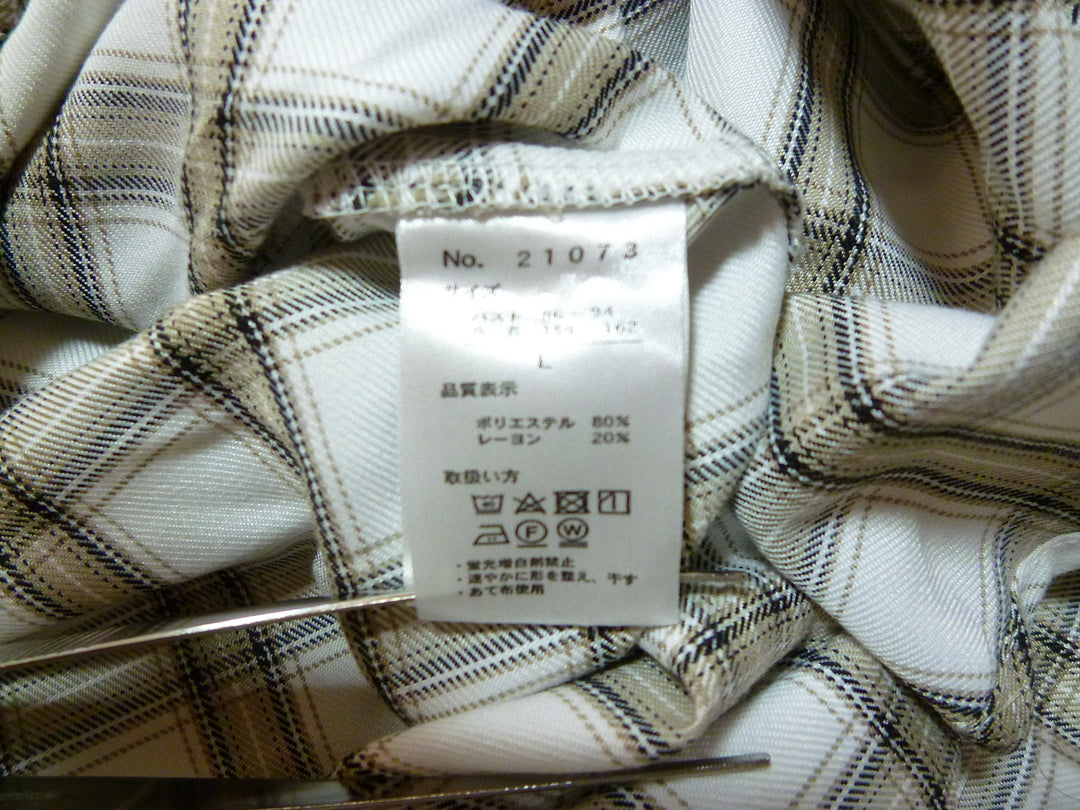 No. 21073
サイズ
バスト 86 94
身長 154 162
L
品質表示
ポリエステル 80%
レーヨン 20%
取扱い方
F W
・蛍光増白剤禁止
・速やかに形を整え、干す
・あて布使用